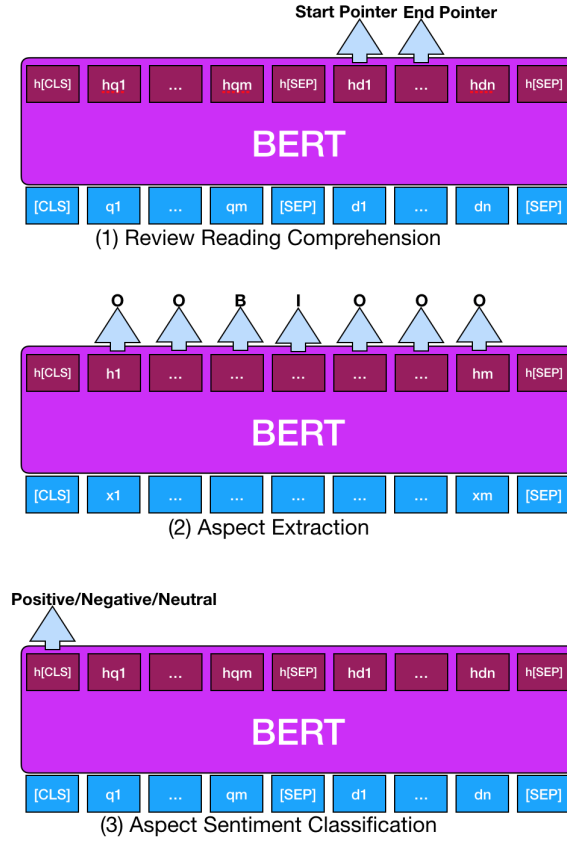 Start Pointer End Pointer
h[CLS] hq1 ... hqm h[SEP] hd1 ... hdn h[SEP]
BERT
[CLS] q1 ... qm [SEP] d1 ... dn [SEP]
(1) Review Reading Comprehension
O O B I O O O
h[CLS] h1 ... ... ... ... ... hm h[SEP]
BERT
[CLS] x1 ... ... ... ... ... xm [SEP]
(2) Aspect Extraction
Positive/Negative/Neutral
h[CLS] hq1 ... hqm h[SEP] hd1 ... hdn h[SEP]
BERT
[CLS] q1 ... qm [SEP] d1 ... dn [SEP]
(3) Aspect Sentiment Classification